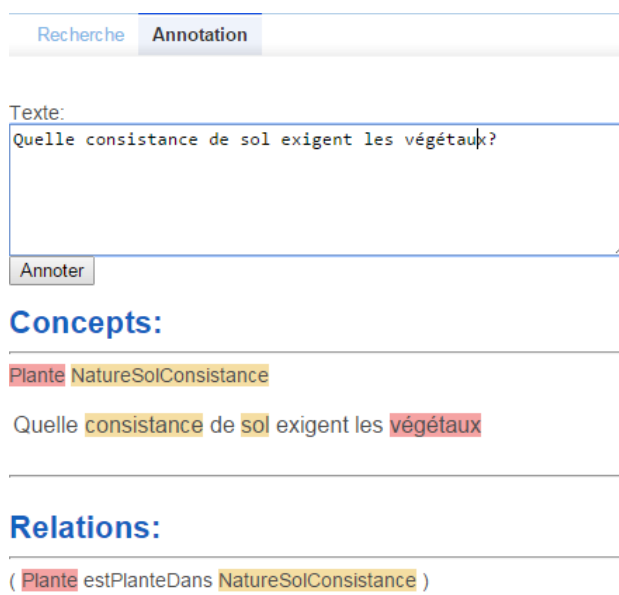 Recherche Annotation
Texte:
Quelle consistance de sol exigent les végétaux?
Annoter
Concepts:
Plante NatureSolConsistance
Quelle consistance de sol exigent les végétaux
Relations:
( Plante estPlanteDans NatureSolConsistance )